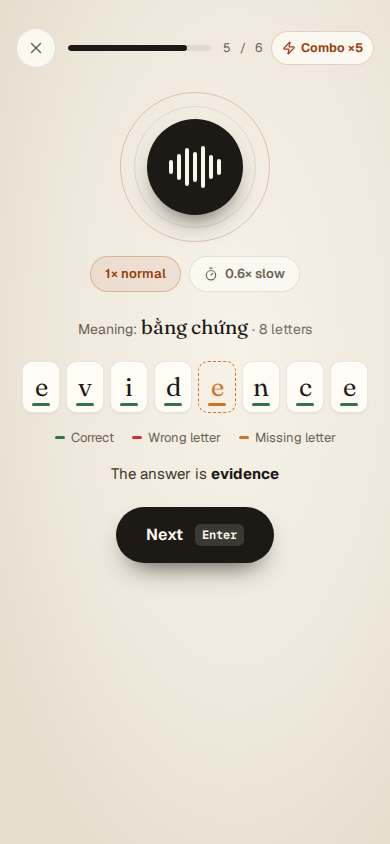 5 / 6
Combo ×5
1× normal
0.6× slow
Meaning: bằng chứng · 8 letters
e v i d e n c e
Correct
Wrong letter
Missing letter
The answer is evidence
Next Enter